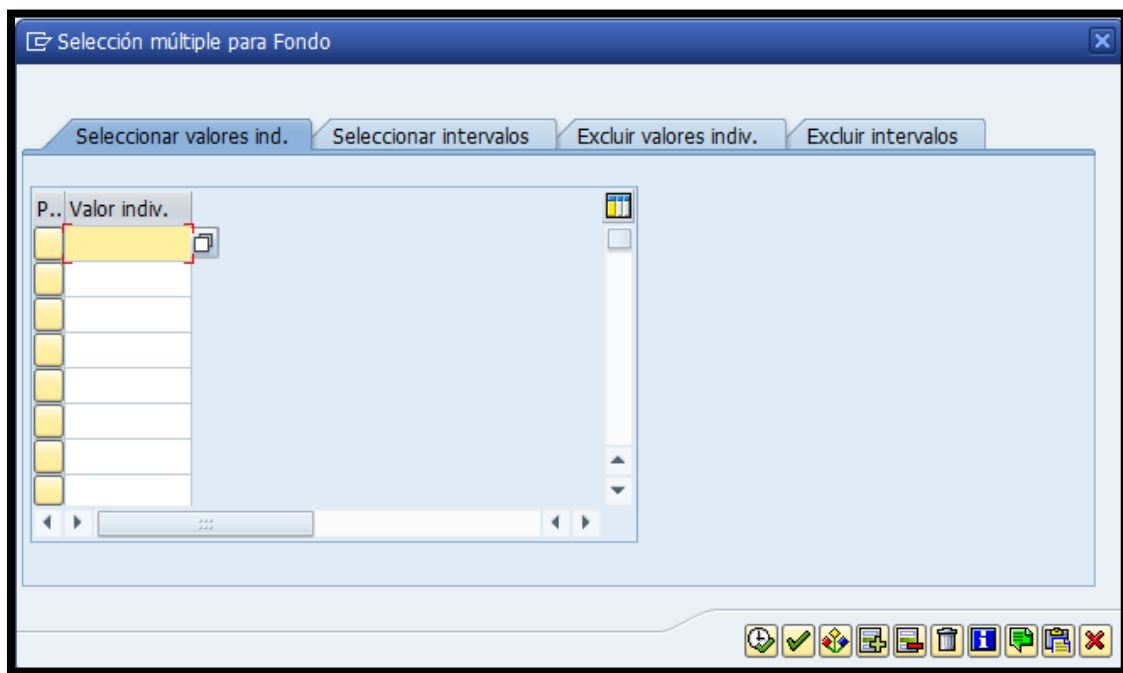 Selección múltiple para Fondo
Seleccionar valores ind. Seleccionar intervalos Excluir valores indiv. Excluir intervalos
P.. Valor indiv.